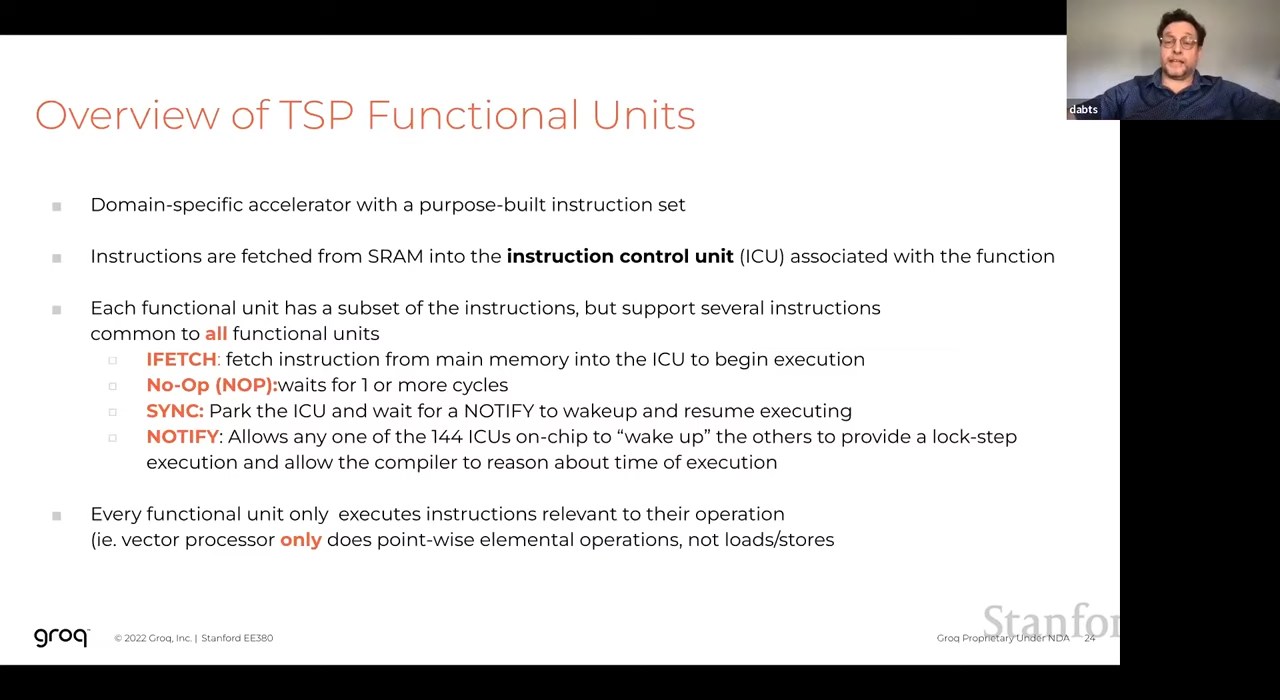 dabts
Overview of TSP Functional Units
Domain-specific accelerator with a purpose-built instruction set
Instructions are fetched from SRAM into the instruction control unit (ICU) associated with the function
Each functional unit has a subset of the instructions, but support several instructions
common to all functional units
IFETCH: fetch instruction from main memory into the ICU to begin execution
No-Op (NOP):waits for 1 or more cycles
SYNC: Park the ICU and wait for a NOTIFY to wakeup and resume executing
NOTIFY: Allows any one of the 144 ICUs on-chip to “wake up” the others to provide a lock-step
execution and allow the compiler to reason about time of execution
Every functional unit only  executes instructions relevant to their operation
(ie. vector processor only does point-wise elemental operations, not loads/stores
groq
© 2022 Groq, Inc. | Stanford EE380
Stanfor
Groq Proprietary Under NDA 24